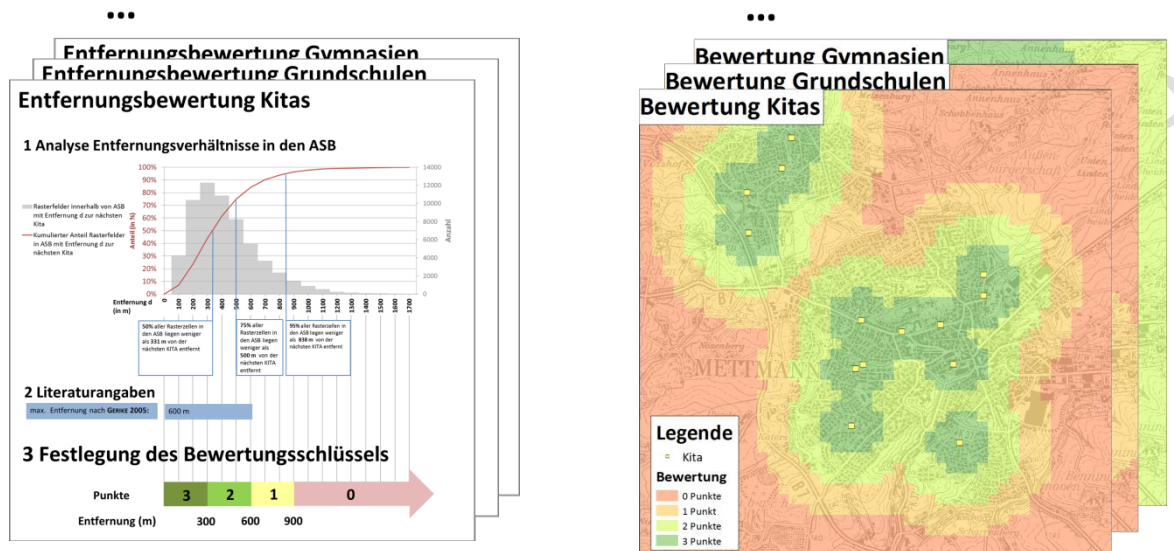 ...
Entfernungsbewertung Gymnasien
Entfernungsbewertung Grundschulen
Entfernungsbewertung Kitas
1 Analyse Entfernungsverhältnisse in den ASB
Rasterfelder innerhalb von ASB
mit Entfernung d zur nächsten
Kita
Kumulierter Anteil Rasterfelder
in ASB mit Entfernung d zur
nächsten Kita
Anteil (in %)
100%
90%
80%
70%
60%
50%
40%
30%
20%
10%
0%
14000
12000
10000
8000
6000
4000
2000
0
Anzahl
Entfernung d
(in m)
0
100
200
300
400
500
600
700
800
900
1000
1100
1200
1300
1400
1500
1600
1700
50% aller Rasterzellen in
den ASB liegen weniger
als 331 m von der
nächsten KITA entfernt
75% aller
Rasterzellen in
den ASB liegen
weniger als
500 m von der
nächsten KITA
entfernt
95% aller Rasterzellen in
den ASB liegen weniger
als 838 m von der
nächsten KITA entfernt
2 Literaturangaben
max. Entfernung nach GERIKE 2005:
600 m
3 Festlegung des Bewertungsschlüssels
Punkte 3 2 1 0
Entfernung (m) 300 600 900
...
Bewertung Gymnasien
Bewertung Grundschulen
Bewertung Kitas
Annenhaus
Annenhaus
Schobbenhaus
METTMANN
Legende
Kita
Bewertung
0 Punkte
1 Punkt
2 Punkte
3 Punkte